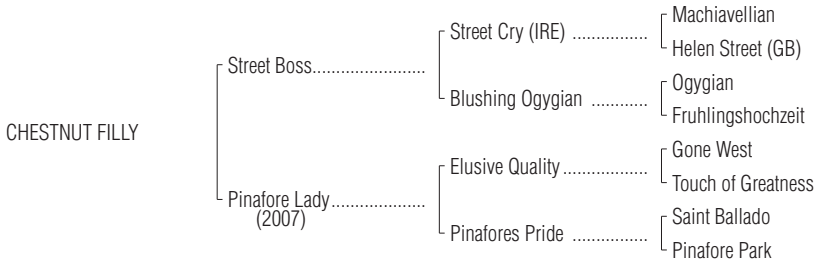 Machiavellian
Street Cry (IRE) ................
Helen Street (GB)
Street Boss........................
Ogygian
Blushing Ogygian ............
Fruhlingshochzeit
CHESTNUT FILLY
Gone West
Elusive Quality ..................
Touch of Greatness
Pinafore Lady....................
(2007)
Saint Ballado
Pinafores Pride ................
Pinafore Park